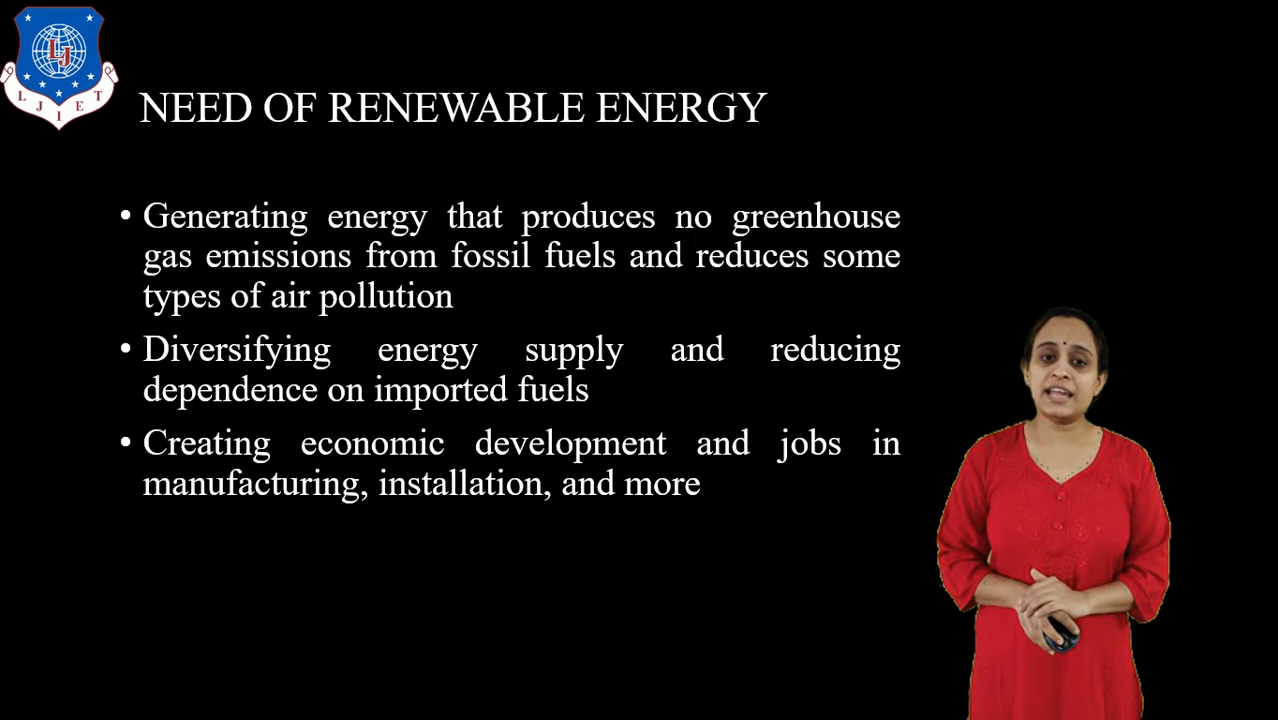 LJ
L J I E T
NEED OF RENEWABLE ENERGY
• Generating energy that produces no greenhouse
gas emissions from fossil fuels and reduces some
types of air pollution
• Diversifying energy supply and reducing
dependence on imported fuels
• Creating economic development and jobs in
manufacturing, installation, and more